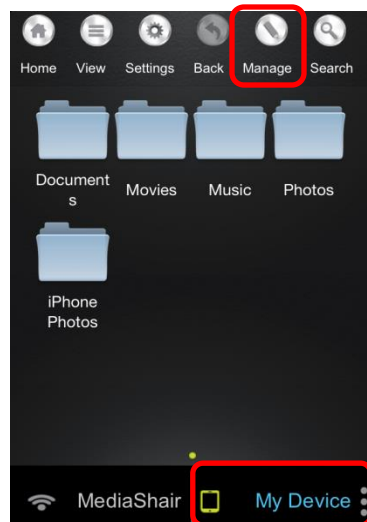 Home View Settings Back Manage Search
Document Movies Music Photos
s
iPhone
Photos
MediaShair My Device